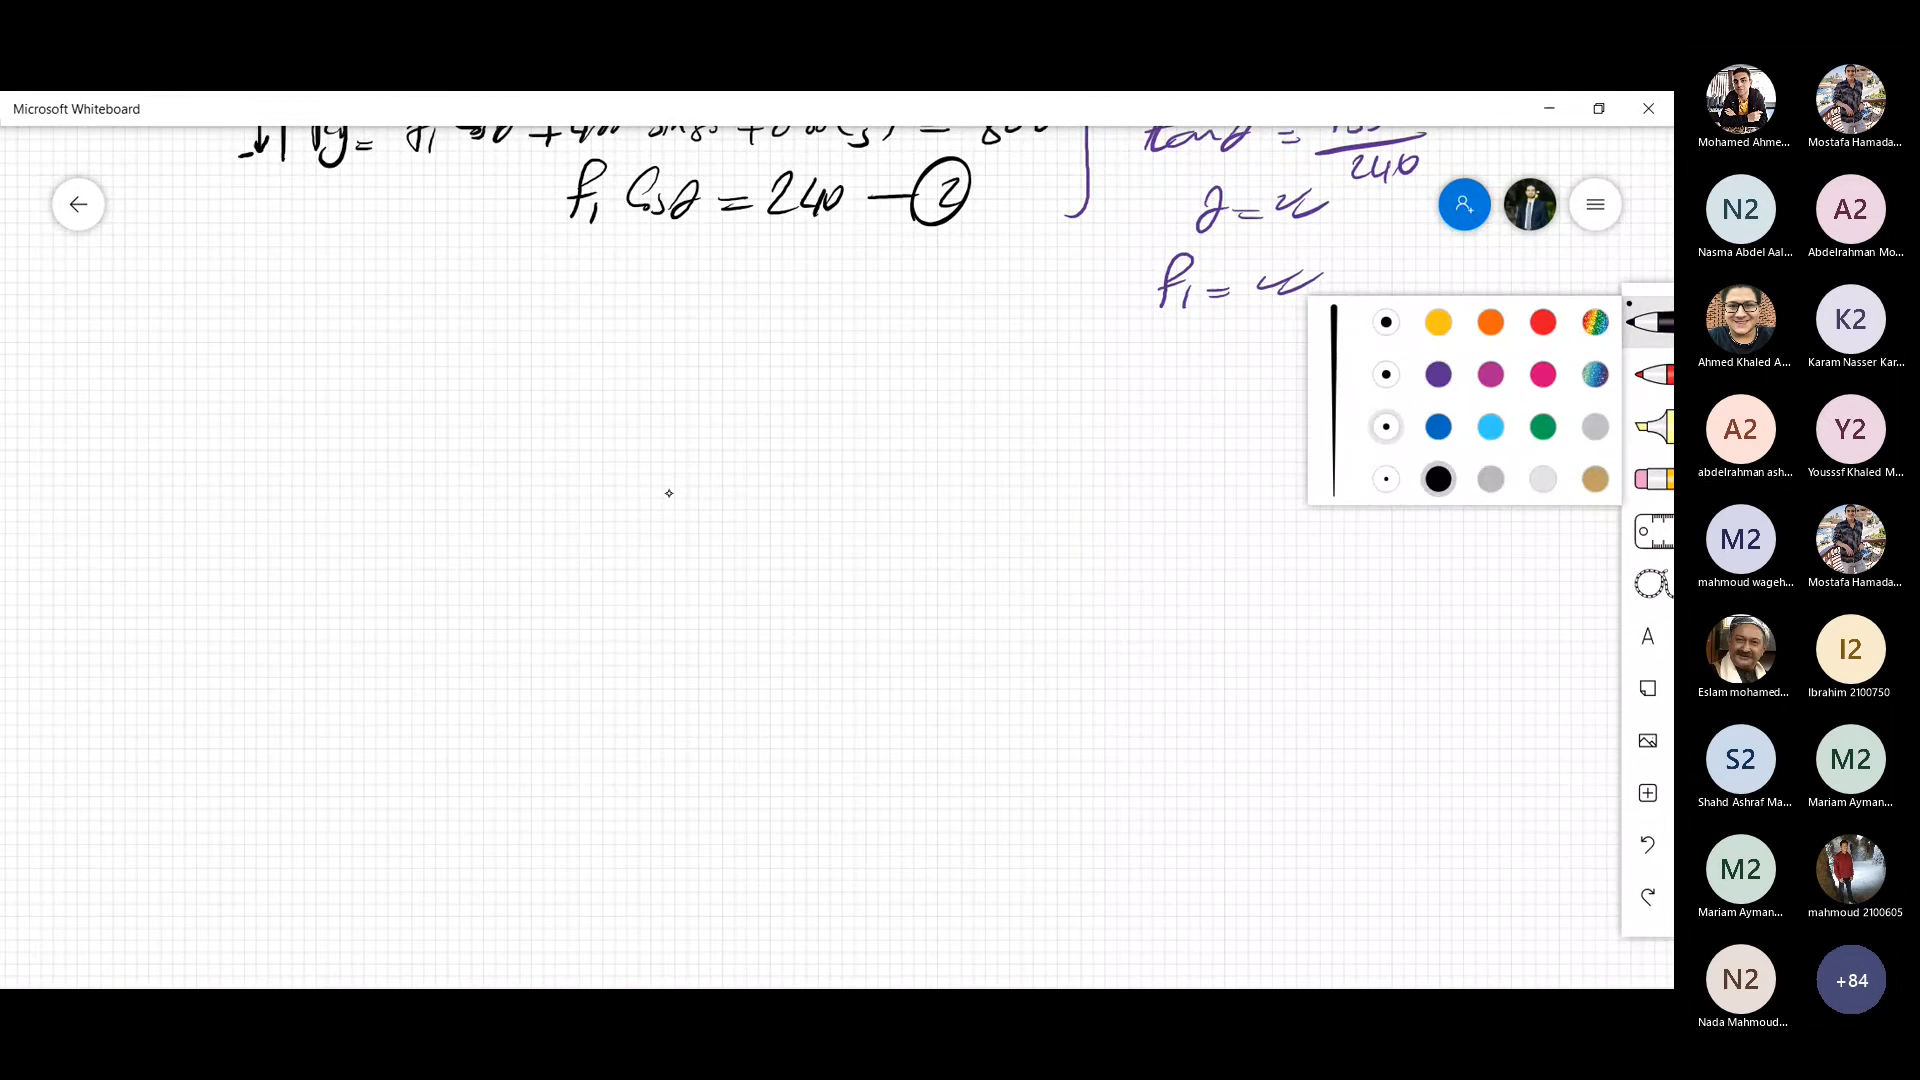 Microsoft Whiteboard
F₁ Cosθ = 240 — ②
240
F₁ =
Mohamed Ahme...
Mostafa Hamada...
N2
A2
Nasma Abdel Aal...
Abdelrahman Mo...
K2
Ahmed Khaled A...
Karam Nasser Kar...
A2
Y2
abdelrahman ash...
Yousssf Khaled M...
M2
mahmoud wageh...
Mostafa Hamada...
I2
Eslam mohamed...
Ibrahim 2100750
S2
M2
Shahd Ashraf Ma...
Mariam Ayman...
M2
Mariam Ayman...
mahmoud 2100605
N2
+84
Nada Mahmoud...